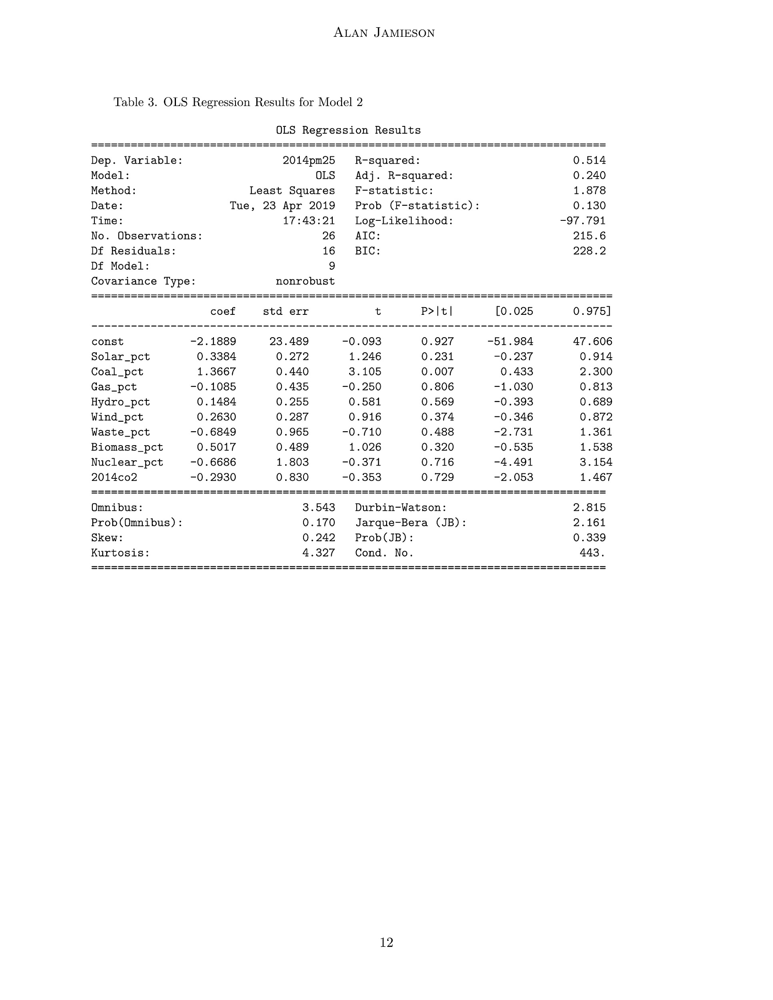 Alan Jamieson
Table 3. OLS Regression Results for Model 2
OLS Regression Results
==============================================================================
Dep. Variable: 2014pm25 R-squared: 0.514
Model: OLS Adj. R-squared: 0.240
Method: Least Squares F-statistic: 1.878
Date: Tue, 23 Apr 2019 Prob (F-statistic): 0.130
Time: 17:43:21 Log-Likelihood: -97.791
No. Observations: 26 AIC: 215.6
Df Residuals: 16 BIC: 228.2
Df Model: 9
Covariance Type: nonrobust
===============================================================================
coef std err t P>|t| [0.025 0.975]
-------------------------------------------------------------------------------
const -2.1889 23.489 -0.093 0.927 -51.984 47.606
Solar_pct 0.3384 0.272 1.246 0.231 -0.237 0.914
Coal_pct 1.3667 0.440 3.105 0.007 0.433 2.300
Gas_pct -0.1085 0.435 -0.250 0.806 -1.030 0.813
Hydro_pct 0.1484 0.255 0.581 0.569 -0.393 0.689
Wind_pct 0.2630 0.287 0.916 0.374 -0.346 0.872
Waste_pct -0.6849 0.965 -0.710 0.488 -2.731 1.361
Biomass_pct 0.5017 0.489 1.026 0.320 -0.535 1.538
Nuclear_pct -0.6686 1.803 -0.371 0.716 -4.491 3.154
2014co2 -0.2930 0.830 -0.353 0.729 -2.053 1.467
==============================================================================
Omnibus: 3.543 Durbin-Watson: 2.815
Prob(Omnibus): 0.170 Jarque-Bera (JB): 2.161
Skew: 0.242 Prob(JB): 0.339
Kurtosis: 4.327 Cond. No. 443.
==============================================================================
12